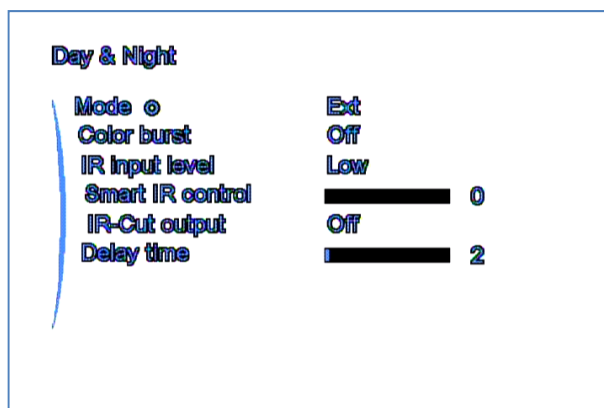 Day & Night
Mode Ext
Color burst Off
IR input level Low
Smart IR control 0
IR-Cut output Off
Delay time 2